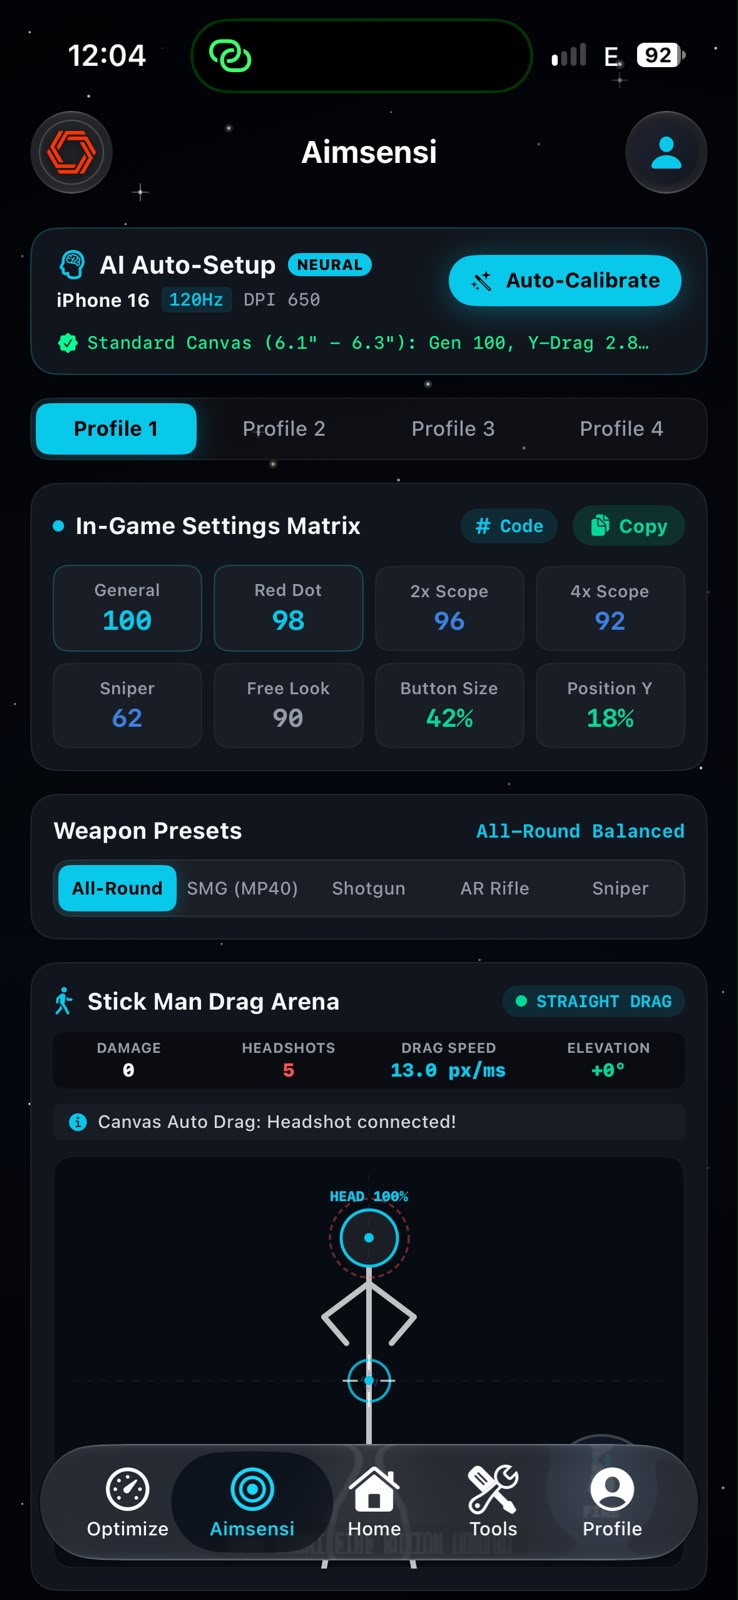 12:04
E
92
Aimsensi
AI Auto-Setup NEURAL
Auto-Calibrate
iPhone 16 120Hz DPI 650
Standard Canvas (6.1" - 6.3"): Gen 100, Y-Drag 2.8…
Profile 1 Profile 2 Profile 3 Profile 4
In-Game Settings Matrix # Code Copy
General Red Dot 2x Scope 4x Scope
100 98 96 92
Sniper Free Look Button Size Position Y
62 90 42% 18%
Weapon Presets All-Round Balanced
All-Round SMG (MP40) Shotgun AR Rifle Sniper
Stick Man Drag Arena STRAIGHT DRAG
DAMAGE HEADSHOTS DRAG SPEED ELEVATION
0 5 13.0 px/ms +0°
Canvas Auto Drag: Headshot connected!
HEAD 100%
Optimize Aimsensi Home Tools Profile